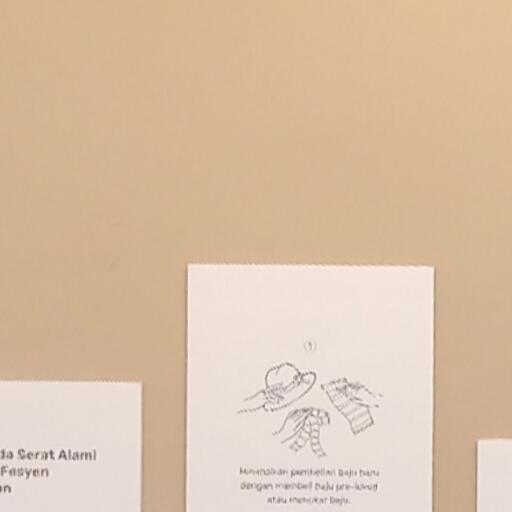 da Serat Alami
Fesyen
an
1
Minimalkan pembelian baju baru
dengan membeli baju pre-loved
atau menukar baju.